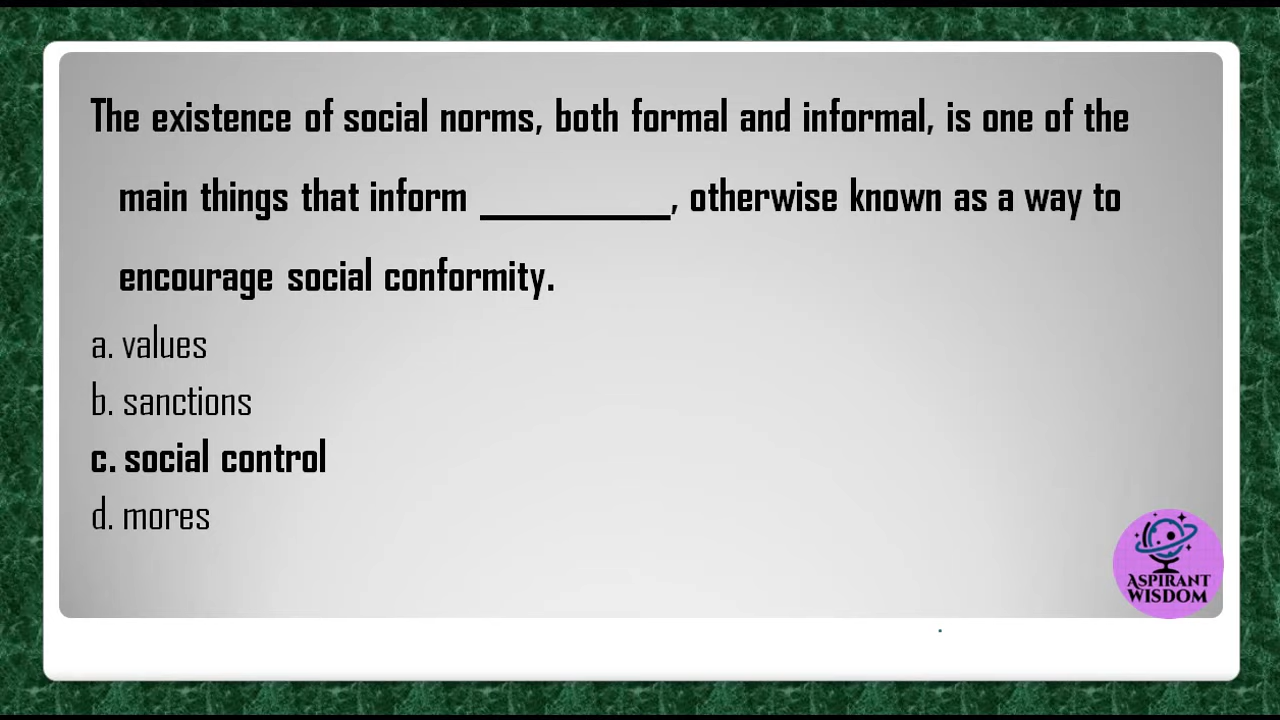 The existence of social norms, both formal and informal, is one of the
main things that inform __________, otherwise known as a way to
encourage social conformity.
a. values
b. sanctions
c. social control
d. mores
ASPIRANT
WISDOM